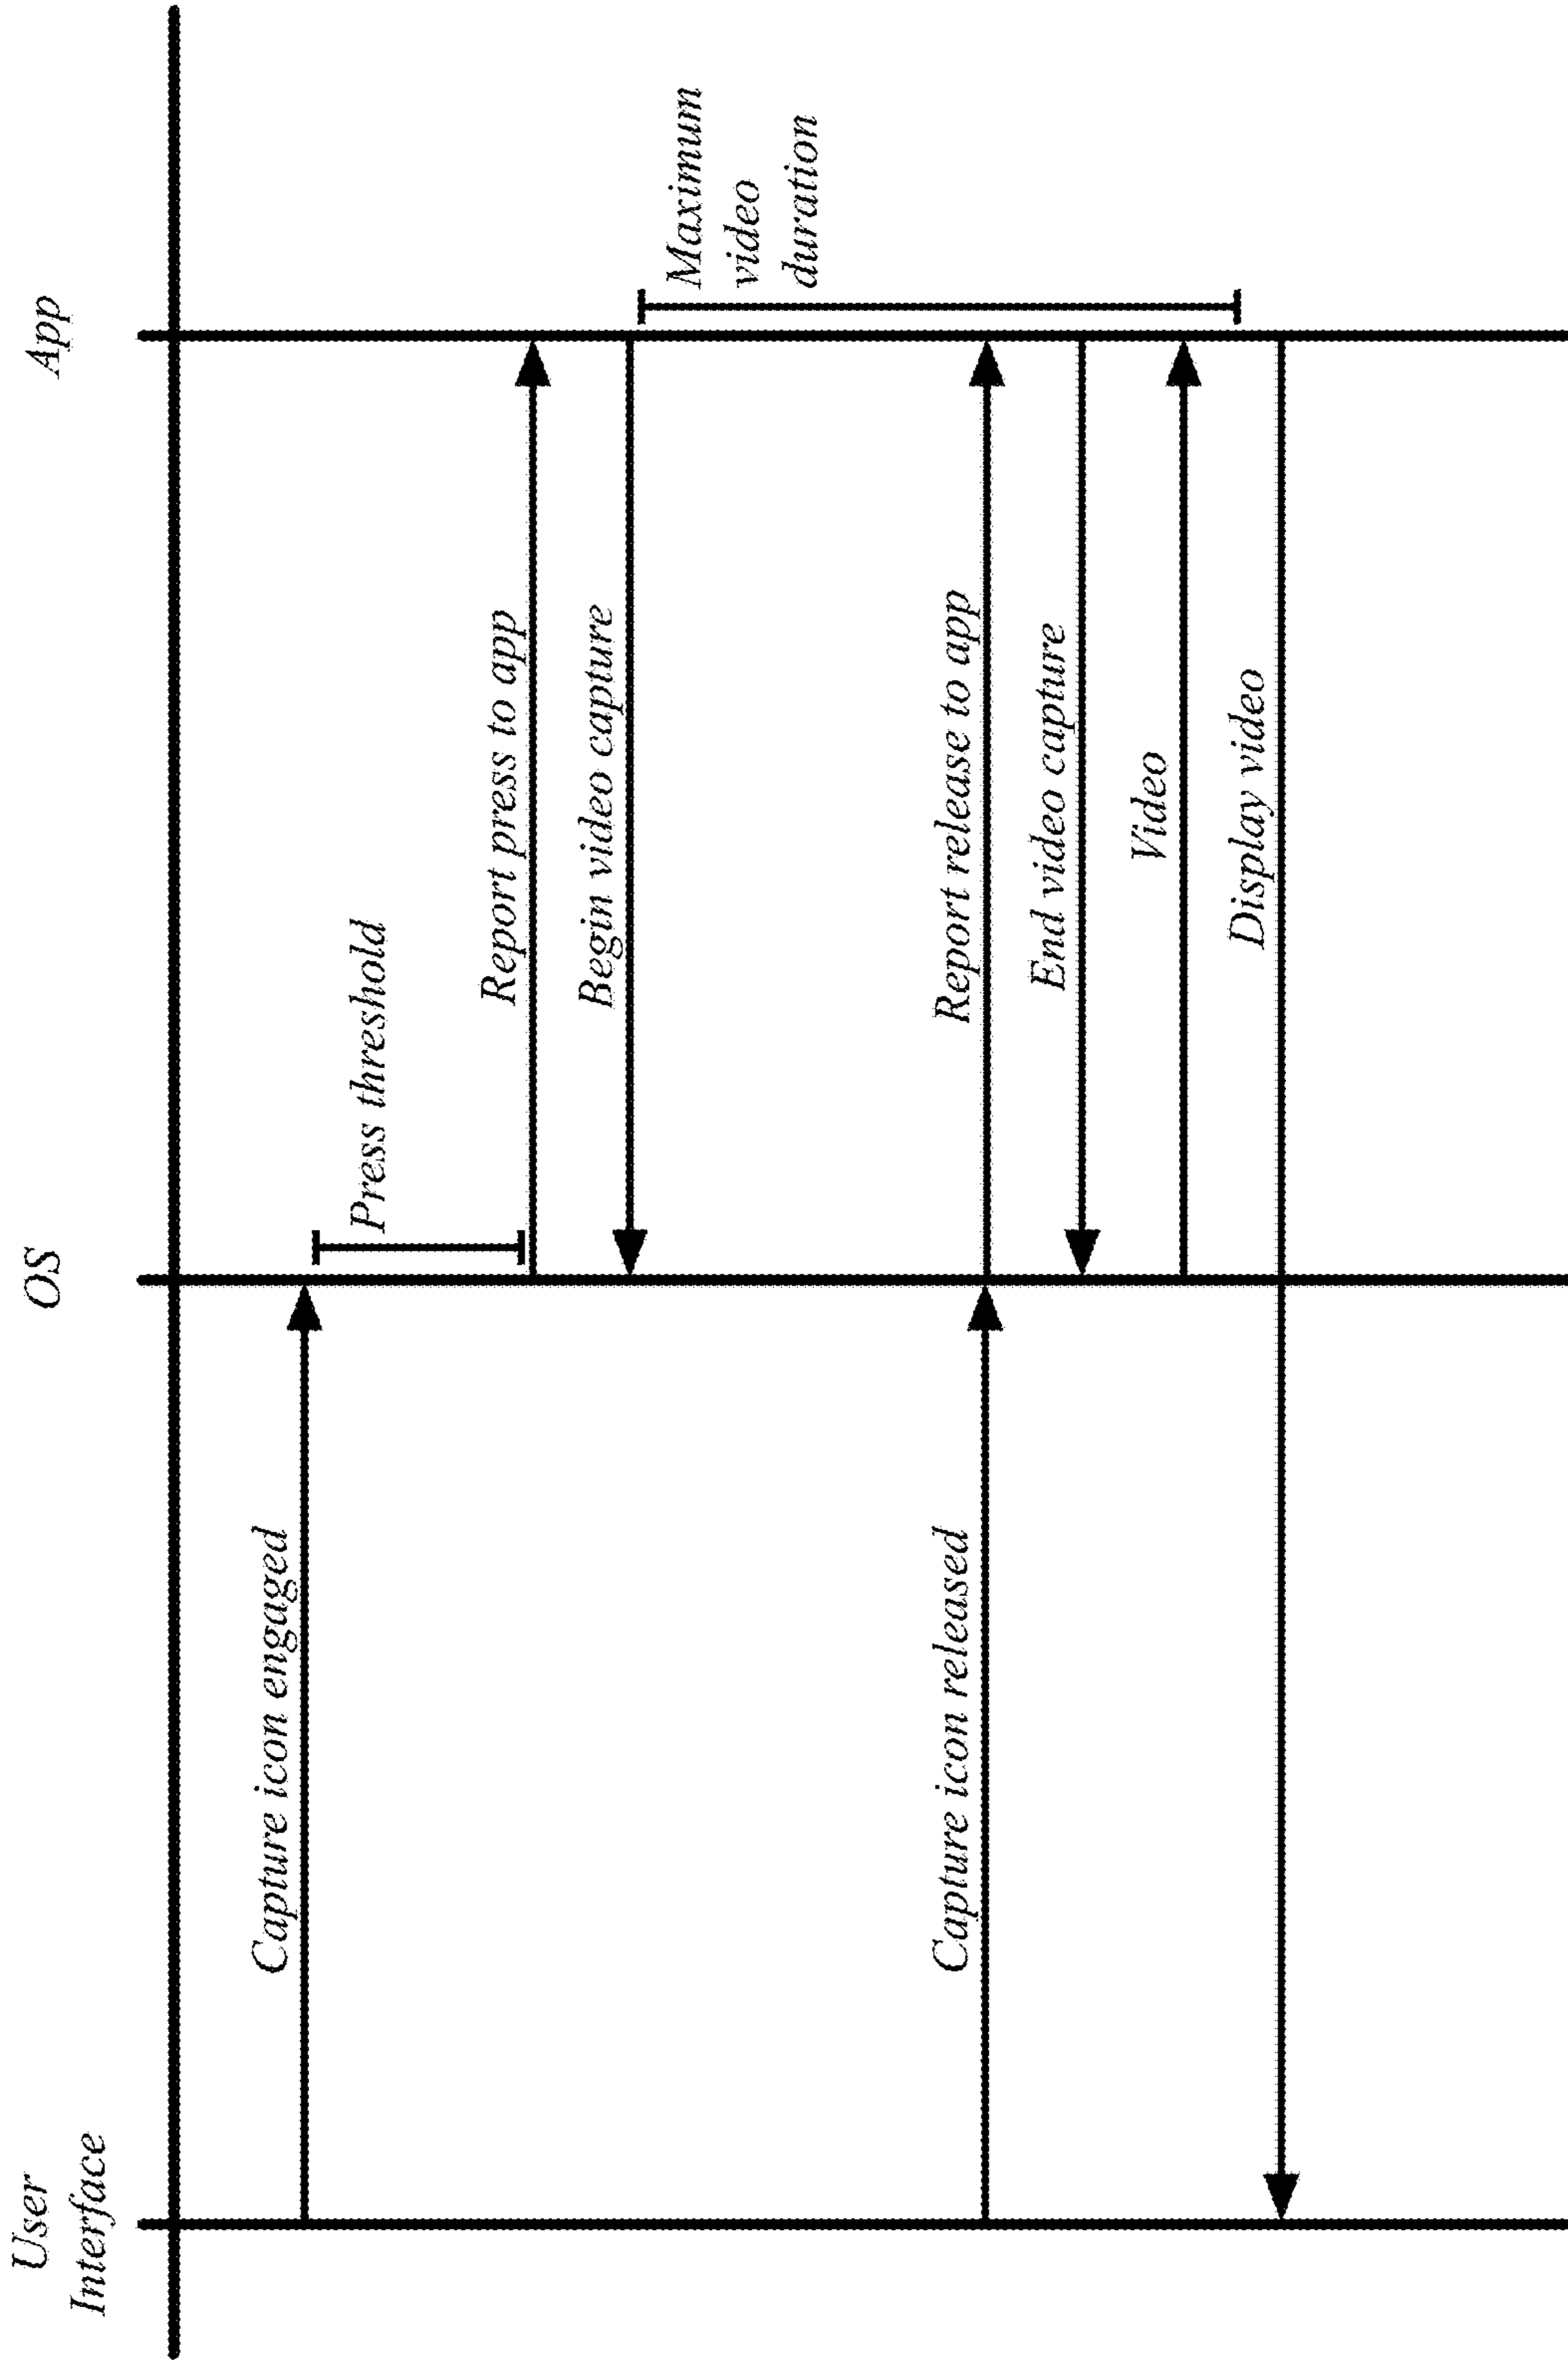 User
Interface
OS
App
Capture icon engaged
Press threshold
Report press to app
Begin video capture
Maximum
video
duration
Capture icon released
Report release to app
End video capture
Video
Display video